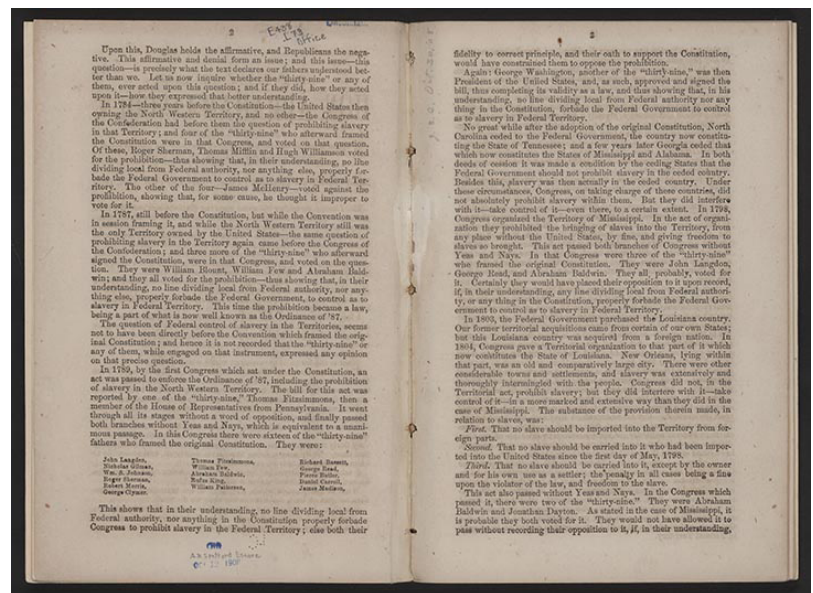 2
East
173
Office
Upon this, Douglas holds the affirmative, and Republicans the nega-
tive. This affirmative and denial form an issue; and this issue—this
question—is precisely what the text declares our fathers understood bet-
ter than we. Let us now inquire whether the "thirty-nine" or any of
them, ever acted upon this question; and if they did, how they acted
upon it—how they expressed that better understanding.
In 1784—three years before the Constitution—the United States then
owning the North Western Territory, and no other—the Congress of
the Confederation had before them the question of prohibiting slavery
in that Territory; and four of the "thirty-nine" who afterward framed
the Constitution were in that Congress, and voted on that question.
Of these, Roger Sherman, Thomas Mifflin and Hugh Williamson voted
for the prohibition—thus showing that, in their understanding, no line
dividing local from Federal authority, nor anything else, properly for-
bade the Federal Government to control as to slavery in Federal Ter-
ritory. The other of the four—James McHenry—voted against the
prohibition, showing that, for some cause, he thought it improper to
vote for it.
In 1787, still before the Constitution, but while the Convention was
in session framing it, and while the North Western Territory still was
the only Territory owned by the United States—the same question of
prohibiting slavery in the Territory again came before the Congress of
the Confederation; and three more of the "thirty-nine" who afterward
signed the Constitution, were in that Congress, and voted on the ques-
tion. They were William Blount, William Few and Abraham Bald-
win; and they all voted for the prohibition—thus showing that, in their
understanding, no line dividing local from Federal authority, nor any-
thing else, properly forbade the Federal Government, to control as to
slavery in Federal Territory. This time the prohibition became a law,
being a part of what is now well known as the Ordinance of '87.
The question of Federal control of slavery in the Territories, seems
not to have been directly before the Convention which framed the orig-
inal Constitution; and hence it is not recorded that the "thirty-nine" or
any of them, while engaged on that instrument, expressed any opinion
on that precise question.
In 1789, by the first Congress which sat under the Constitution, an
act was passed to enforce the Ordinance of '87, including the prohibition
of slavery in the North Western Territory. The bill for this act was
reported by one of the "thirty-nine," Thomas Fitzsimmons, then a
member of the House of Representatives from Pennsylvania. It went
through all its stages without a word of opposition, and finally passed
both branches without Yeas and Nays, which is equivalent to a unani-
mous passage. In this Congress there were sixteen of the "thirty-nine"
fathers who framed the original Constitution. They were:
John Langdon, Thomas Fitzsimmons, Richard Bassett,
Nicholas Gilman, William Few, George Read,
Wm. S. Johnson, Abraham Baldwin, Pierce Butler,
Roger Sherman, Rufus King, Daniel Carroll,
Robert Morris, William Patterson, James Madison,
George Clymer,
This shows that in their understanding, no line dividing local from
Federal authority, nor anything in the Constitution properly forbade
Congress to prohibit slavery in the Federal Territory; else both their
Oct 23 1905
2
fidelity to correct principle, and their oath to support the Constitution,
would have constrained them to oppose the prohibition.
Again: George Washington, another of the "thirty-nine," was then
President of the United States, and, as such, approved and signed the
bill, thus completing its validity as a law, and thus showing that, in his
understanding, no line dividing local from Federal authority nor any
thing in the Constitution, forbade the Federal Government to control
as to slavery in Federal Territory.
No great while after the adoption of the original Constitution, North
Carolina ceded to the Federal Government, the country now constitu-
ting the State of Tennessee; and a few years later Georgia ceded that
which now constitutes the States of Mississippi and Alabama. In both
deeds of cession it was made a condition by the ceding States that the
Federal Government should not prohibit slavery in the ceded country.
Besides this, slavery was then actually in the ceded country. Under
these circumstances, Congress, on taking charge of these countries, did
not absolutely prohibit slavery within them. But they did interfere
with it—take control of it—even there, to a certain extent. In 1798,
Congress organized the Territory of Mississippi. In the act of organi-
zation they prohibited the bringing of slaves into the Territory, from
any place without the United States, by fine, and giving freedom to
slaves so brought. This act passed both branches of Congress without
Yeas and Nays. In that Congress were three of the "thirty-nine"
who framed the original Constitution. They were John Langdon,
George Read, and Abraham Baldwin. They all, probably, voted for
it. Certainly they would have placed their opposition to it upon record,
if, in their understanding, any line dividing local from Federal authori-
ty, or any thing in the Constitution, properly forbade the Federal Gov-
ernment to control as to slavery in Federal Territory.
In 1803, the Federal Government purchased the Louisiana country.
Our former territorial acquisitions came from certain of our own States;
but this Louisiana country was acquired from a foreign nation. In
1804, Congress gave a Territorial organization to that part of it which
now constitutes the State of Louisiana. New Orleans, lying within
that part, was an old and comparatively large city. There were other
considerable towns and settlements, and slavery was extensively and
thoroughly intermingled with the people. Congress did not, in the
Territorial act, prohibit slavery; but they did interfere with it—take
control of it—in a more marked and extensive way than they did in the
case of Mississippi. The substance of the provision therein made, in
relation to slaves, was:
First. That no slave should be imported into the Territory from for-
eign parts.
Second. That no slave should be carried into it who had been impor-
ted into the United States since the first day of May, 1798.
Third. That no slave should be carried into it, except by the owner
and for his own use as a settler; the penalty in all cases being a fine
upon the violator of the law, and freedom to the slave.
This act also passed without Yeas and Nays. In the Congress which
passed it, there were two of the "thirty-nine." They were Abraham
Baldwin and Jonathan Dayton. As stated in the case of Mississippi, it
is probable they both voted for it. They would not have allowed it to
pass without recording their opposition to it, if, in their understanding,